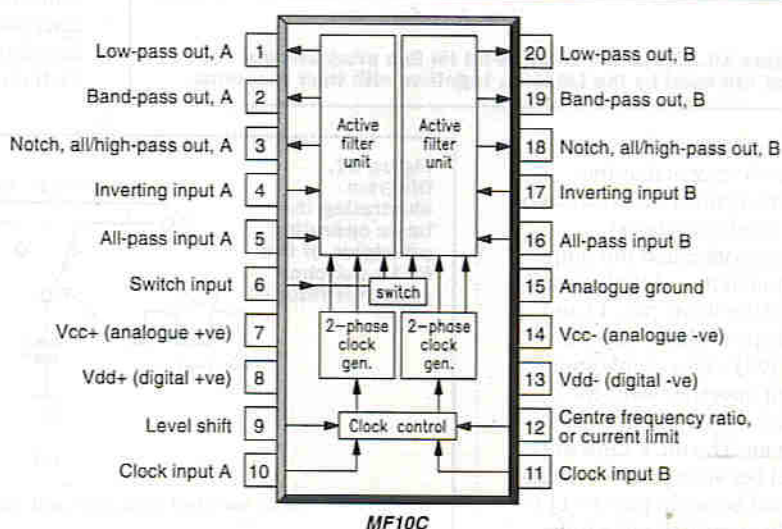 Low-pass out, A 1
Band-pass out, A 2
Notch, all/high-pass out, A 3
Inverting input A 4
All-pass input A 5
Switch input 6
Vcc+ (analogue +ve) 7
Vdd+ (digital +ve) 8
Level shift 9
Clock input A 10
Active
filter
unit
Active
filter
unit
switch
2-phase
clock
gen.
2-phase
clock
gen.
Clock control
20 Low-pass out, B
19 Band-pass out, B
18 Notch, all/high-pass out, B
17 Inverting input B
16 All-pass input B
15 Analogue ground
14 Vcc- (analogue -ve)
13 Vdd- (digital -ve)
12 Centre frequency ratio,
or current limit
11 Clock input B
MF10C